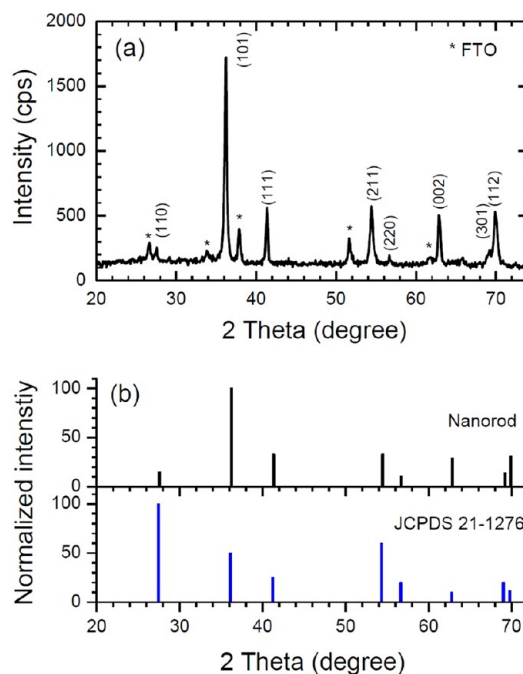 (a)
* FTO
2000
1500
1000
500
0
Intensity (cps)
*
(110)
*
(101)
*
(111)
*
(211)
(220)
*
(002)
(301)
(112)
20 30 40 50 60 70
2 Theta (degree)
(b)
100
50
0
Nanorod
100
50
0
JCPDS 21-1276
Normalized intenstiy
20 30 40 50 60 70
2 Theta (degree)